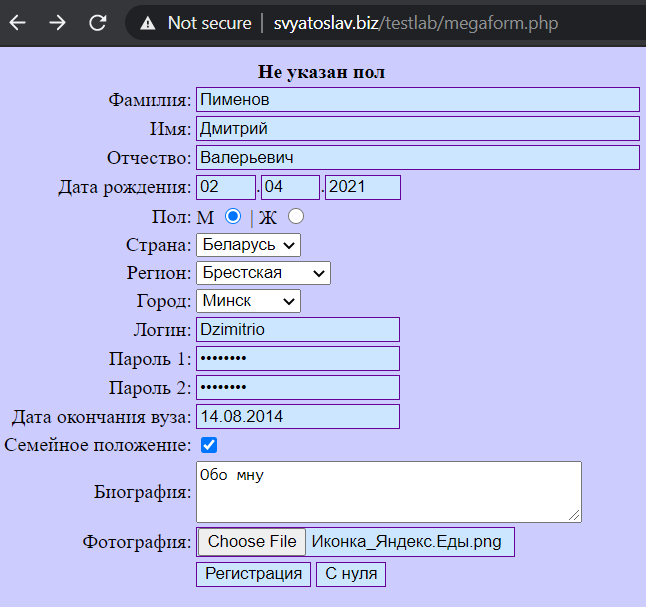 Not secure | svyatoslav.biz/testlab/megaform.php
Не указан пол
Фамилия: Пименов
Имя: Дмитрий
Отчество: Валерьевич
Дата рождения: 02.04.2021
Пол: М | Ж
Страна: Беларусь
Регион: Брестская
Город: Минск
Логин: Dzimitrio
Пароль 1: ••••••••
Пароль 2: ••••••••
Дата окончания вуза: 14.08.2014
Семейное положение:
Биография: Обо мну
Фотография: Choose File Иконка_Яндекс.Еды.png
Регистрация С нуля